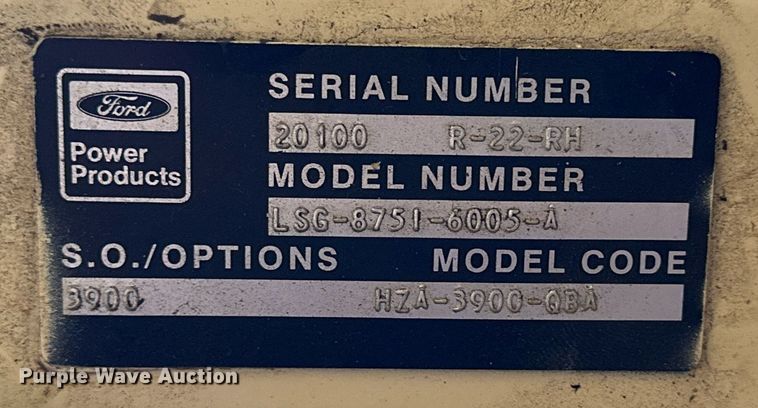 Ford
Power
Products
SERIAL NUMBER
20100 R-22-RH
MODEL NUMBER
LSG-8751-6005-A
S.O./OPTIONS MODEL CODE
3900 HZA-3900-QBA
Purple Wave Auction